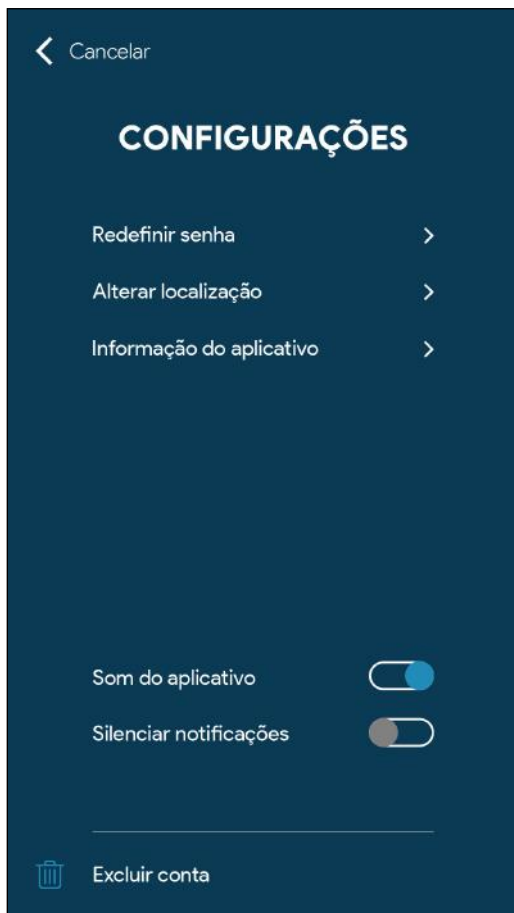 Cancelar
CONFIGURAÇÕES
Redefinir senha
Alterar localização
Informação do aplicativo
Som do aplicativo
Silenciar notificações
Excluir conta